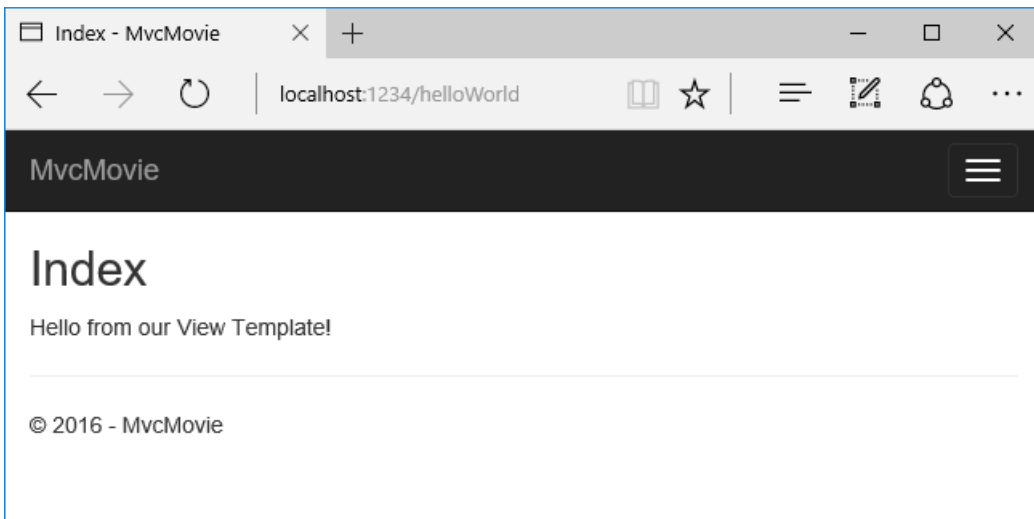 Index - MvcMovie
localhost:1234/helloWorld
MvcMovie
Index
Hello from our View Template!
© 2016 - MvcMovie